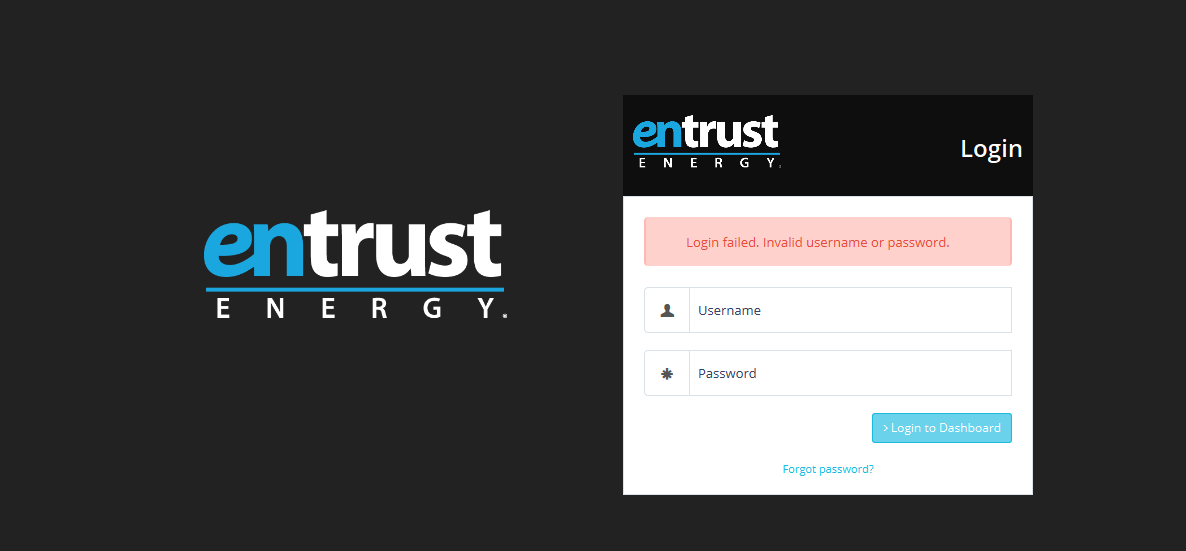 entrust
ENERGY.
entrust
ENERGY.
Login
Login failed. Invalid username or password.
Username
Password
› Login to Dashboard
Forgot password?